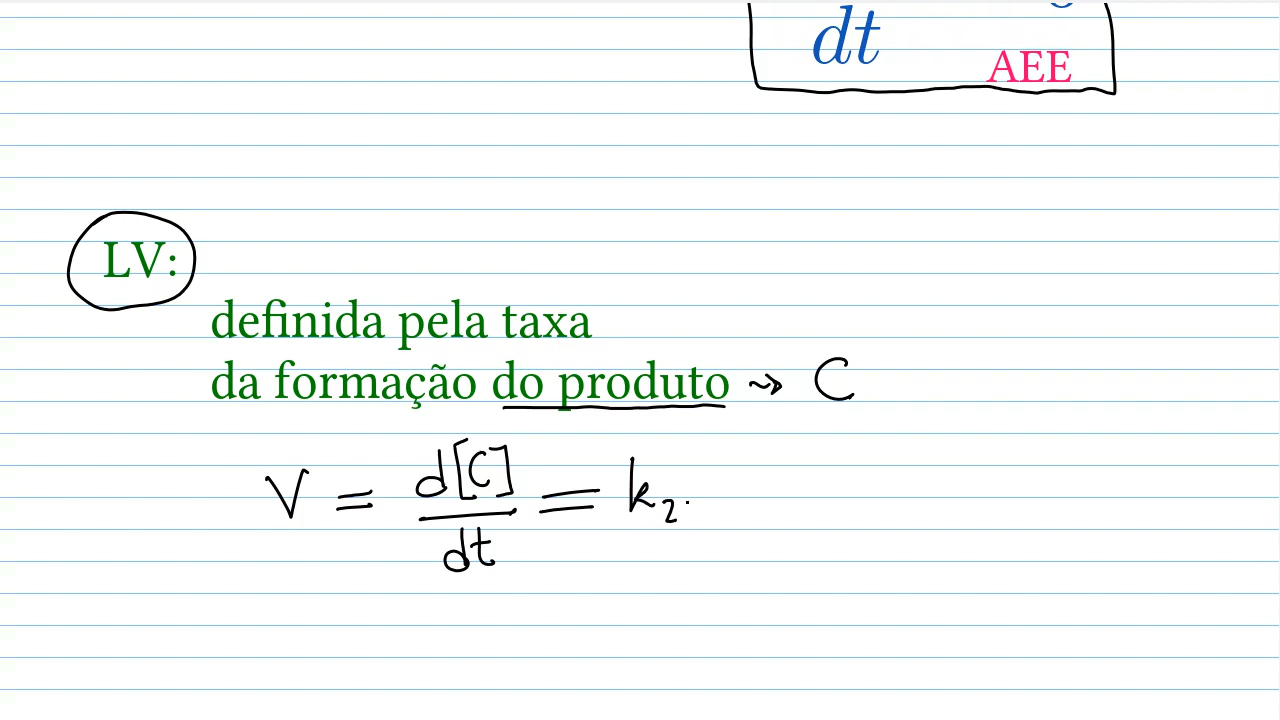 dt
AEE
LV:
definida pela taxa
da formação do produto ⇝ C
V = d[C]/dt = k₂.